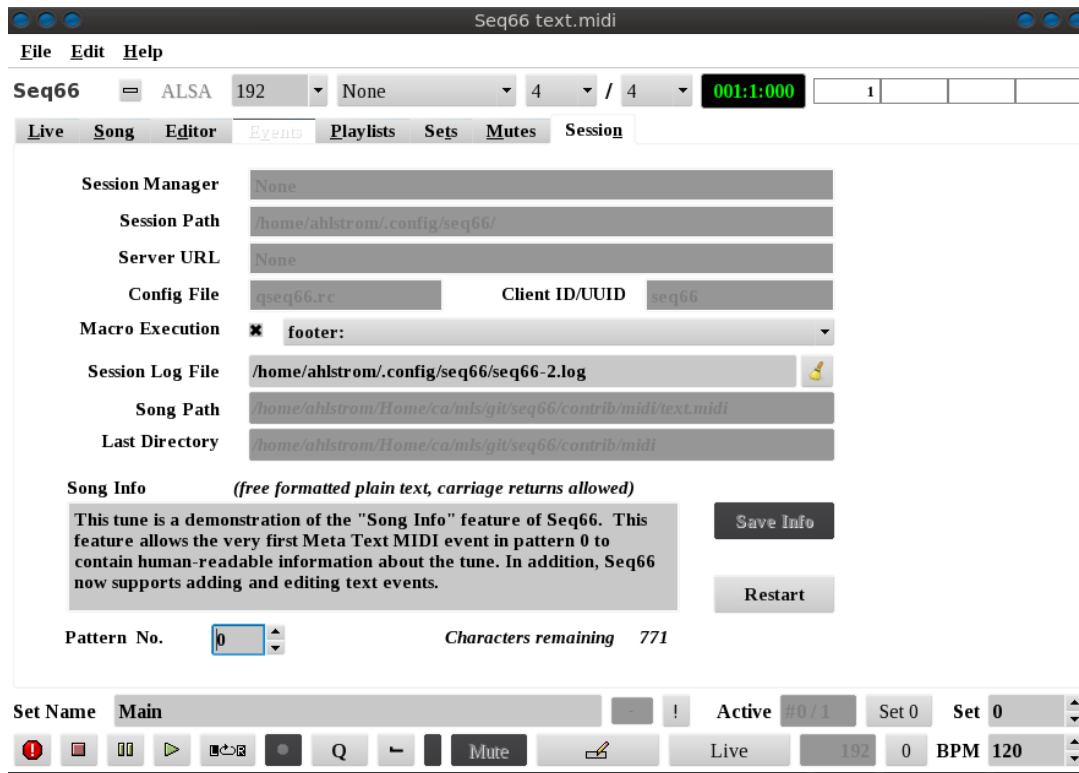 Seq66 text.midi
File Edit Help
Seq66 ALSA 192 None 4 / 4 001:1:000 1
Live Song Editor Events Playlists Sets Mutes Session
Session Manager None
Session Path /home/ahlstrom/.config/seq66/
Server URL None
Config File qseq66.rc Client ID/UUID seq66
Macro Execution footer:
Session Log File /home/ahlstrom/.config/seq66/seq66-2.log
Song Path /home/ahlstrom/Home/ca/mls/git/seq66/contrib/midi/text.midi
Last Directory /home/ahlstrom/Home/ca/mls/git/seq66/contrib/midi
Song Info (free formatted plain text, carriage returns allowed)
This tune is a demonstration of the "Song Info" feature of Seq66. This
feature allows the very first Meta Text MIDI event in pattern 0 to
contain human-readable information about the tune. In addition, Seq66
now supports adding and editing text events.
Save Info
Restart
Pattern No. 0 Characters remaining 771
Set Name Main - ! Active #0 / 1 Set 0 Set 0
Q Mute Live 192 0 BPM 120